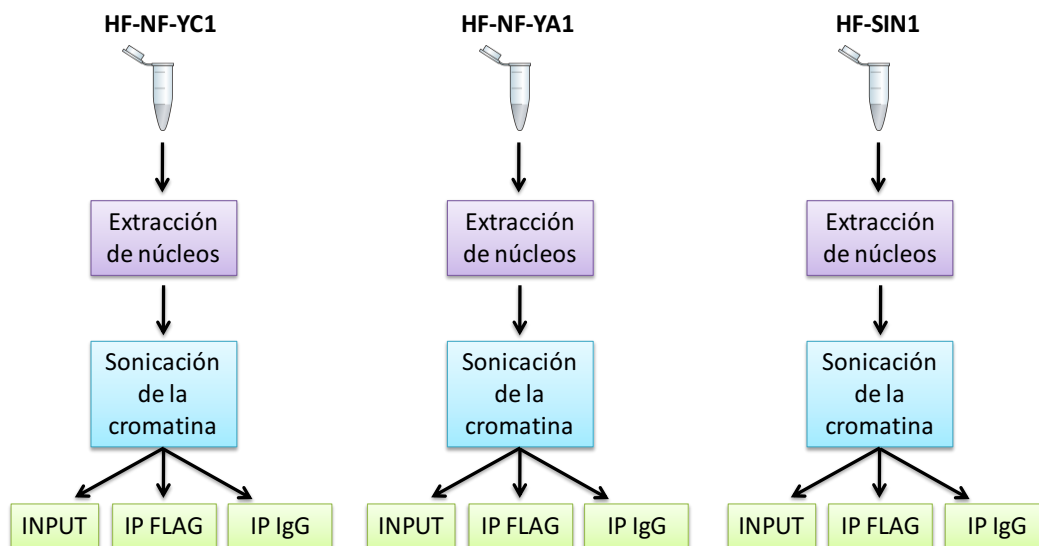 HF-NF-YC1
HF-NF-YA1
HF-SIN1
Extracción
de núcleos
Extracción
de núcleos
Extracción
de núcleos
Sonicación
de la
cromatina
Sonicación
de la
cromatina
Sonicación
de la
cromatina
INPUT
IP FLAG
IP IgG
INPUT
IP FLAG
IP IgG
INPUT
IP FLAG
IP IgG